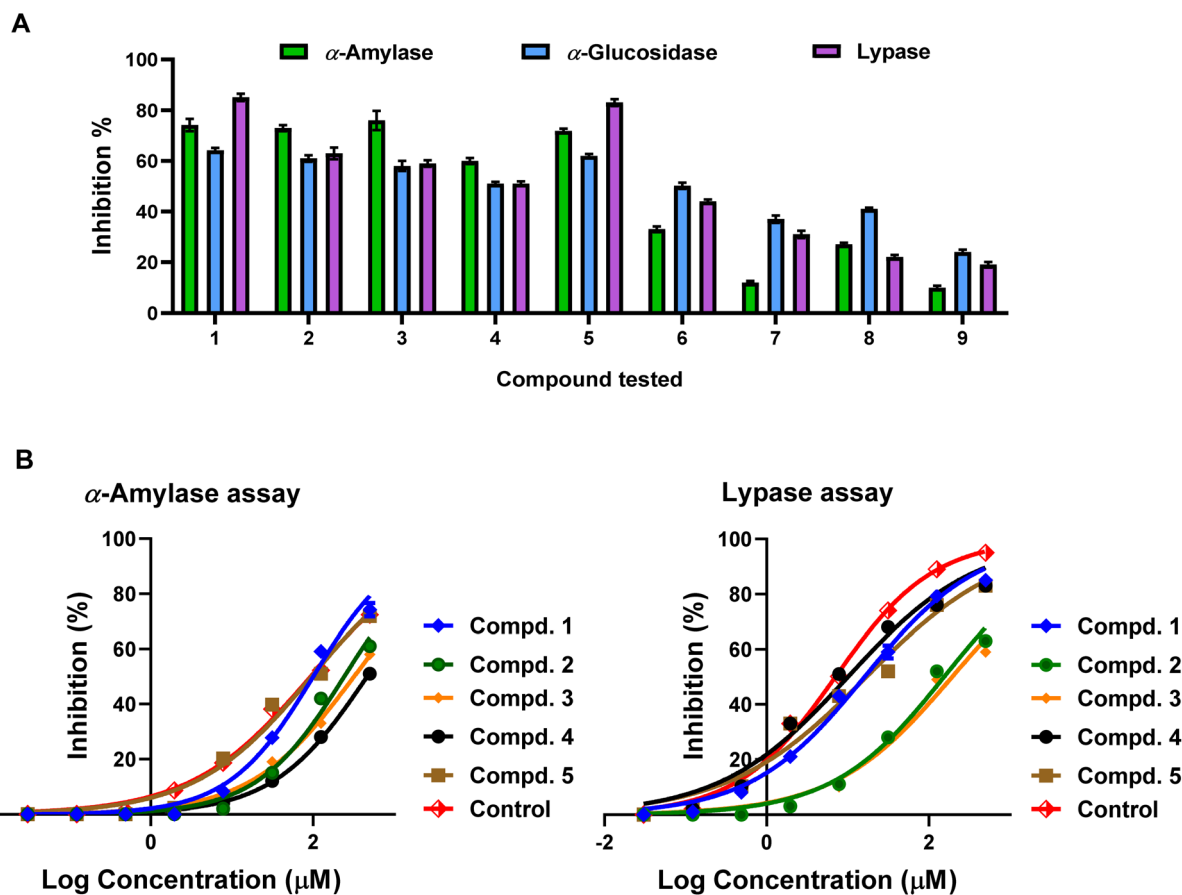 A
α-Amylase α-Glucosidase Lypase
100
80
60
40
20
0
Inhibition %
1 2 3 4 5 6 7 8 9
Compound tested
B
α-Amylase assay
100
80
60
40
20
Inhibition (%)
0 2
Log Concentration (μM)
Compd. 1
Compd. 2
Compd. 3
Compd. 4
Compd. 5
Control
Lypase assay
100
80
60
40
20
Inhibition (%)
-2 0 2
Log Concentration (μM)
Compd. 1
Compd. 2
Compd. 3
Compd. 4
Compd. 5
Control